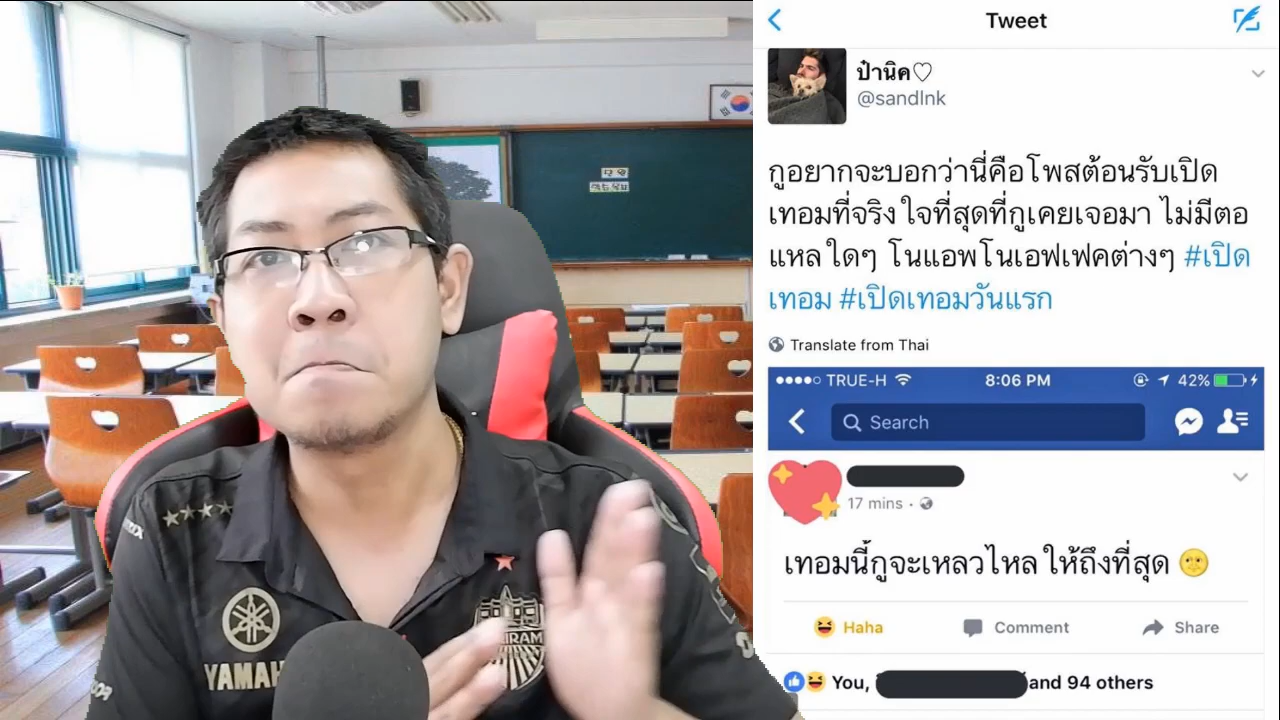 Tweet
ป๋านิค♡
@sandlnk
กูอยากจะบอกว่านี่คือโพสต้อนรับเปิด
เทอมที่จริงใจที่สุดที่กูเคยเจอมา ไม่มีตอ
แหลใดๆ โนแอพโนเอฟเฟคต่างๆ #เปิด
เทอม #เปิดเทอมวันแรก
Translate from Thai
TRUE-H 8:06 PM 42%
Search
17 mins ·
เทอมนี้กูจะเหลวไหลให้ถึงที่สุด 🌝
Haha Comment Share
You, and 94 others
YAMAH